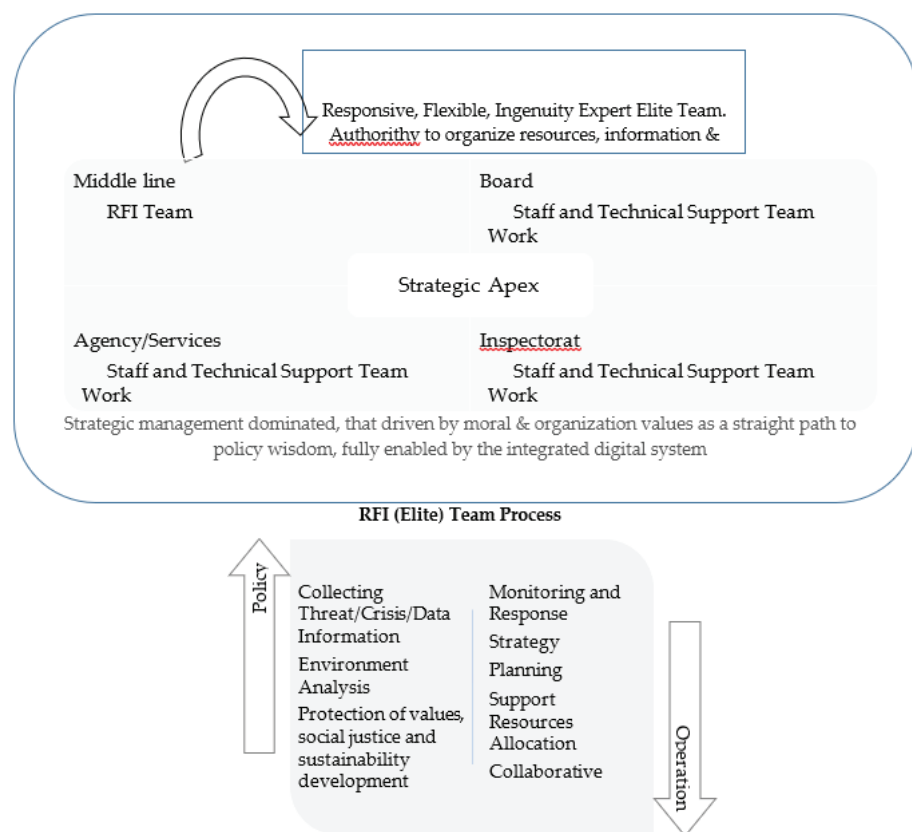 Responsive, Flexible, Ingenuity Expert Elite Team.
Authorithy to organize resources, information &
Middle line
RFI Team
Board
Staff and Technical Support Team
Work
Strategic Apex
Agency/Services
Staff and Technical Support Team
Work
Inspectorat
Staff and Technical Support Team
Work
Strategic management dominated, that driven by moral & organization values as a straight path to
policy wisdom, fully enabled by the integrated digital system
RFI (Elite) Team Process
Policy
Collecting
Threat/Crisis/Data
Information
Environment
Analysis
Protection of values,
social justice and
sustainability
development
Monitoring and
Response
Strategy
Planning
Support
Resources
Allocation
Collaborative
Operation